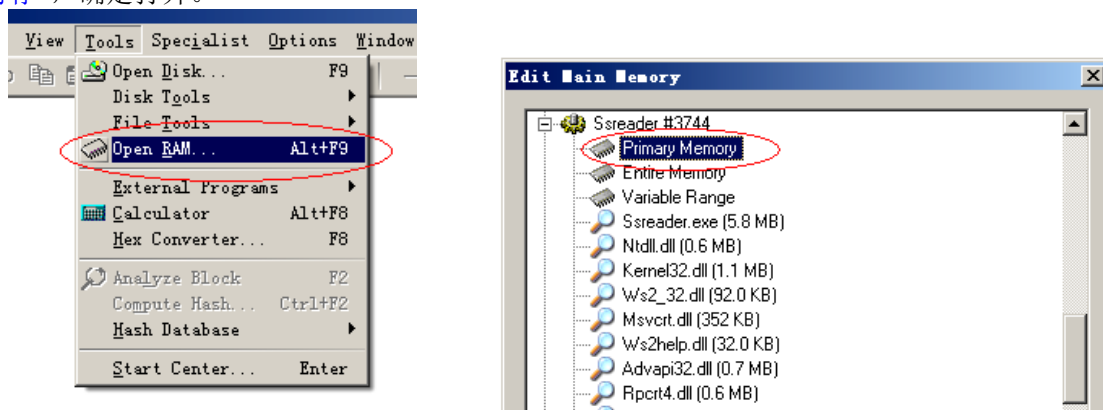 ，确定打开。
View Tools Specialist Options Window
Open Disk... F9
Disk Tools
File Tools
Open RAM... Alt+F9
External Programs
Calculator Alt+F8
Hex Converter... F8
Analyze Block F2
Compute Hash... Ctrl+F2
Hash Database
Start Center... Enter
Edit Main Memory
Ssreader #3744
Primary Memory
Entire Memory
Variable Range
Ssreader.exe (5.8 MB)
Ntdll.dll (0.6 MB)
Kernel32.dll (1.1 MB)
Ws2_32.dll (92.0 KB)
Msvcrt.dll (352 KB)
Ws2help.dll (32.0 KB)
Advapi32.dll (0.7 MB)
Rpcrt4.dll (0.6 MB)